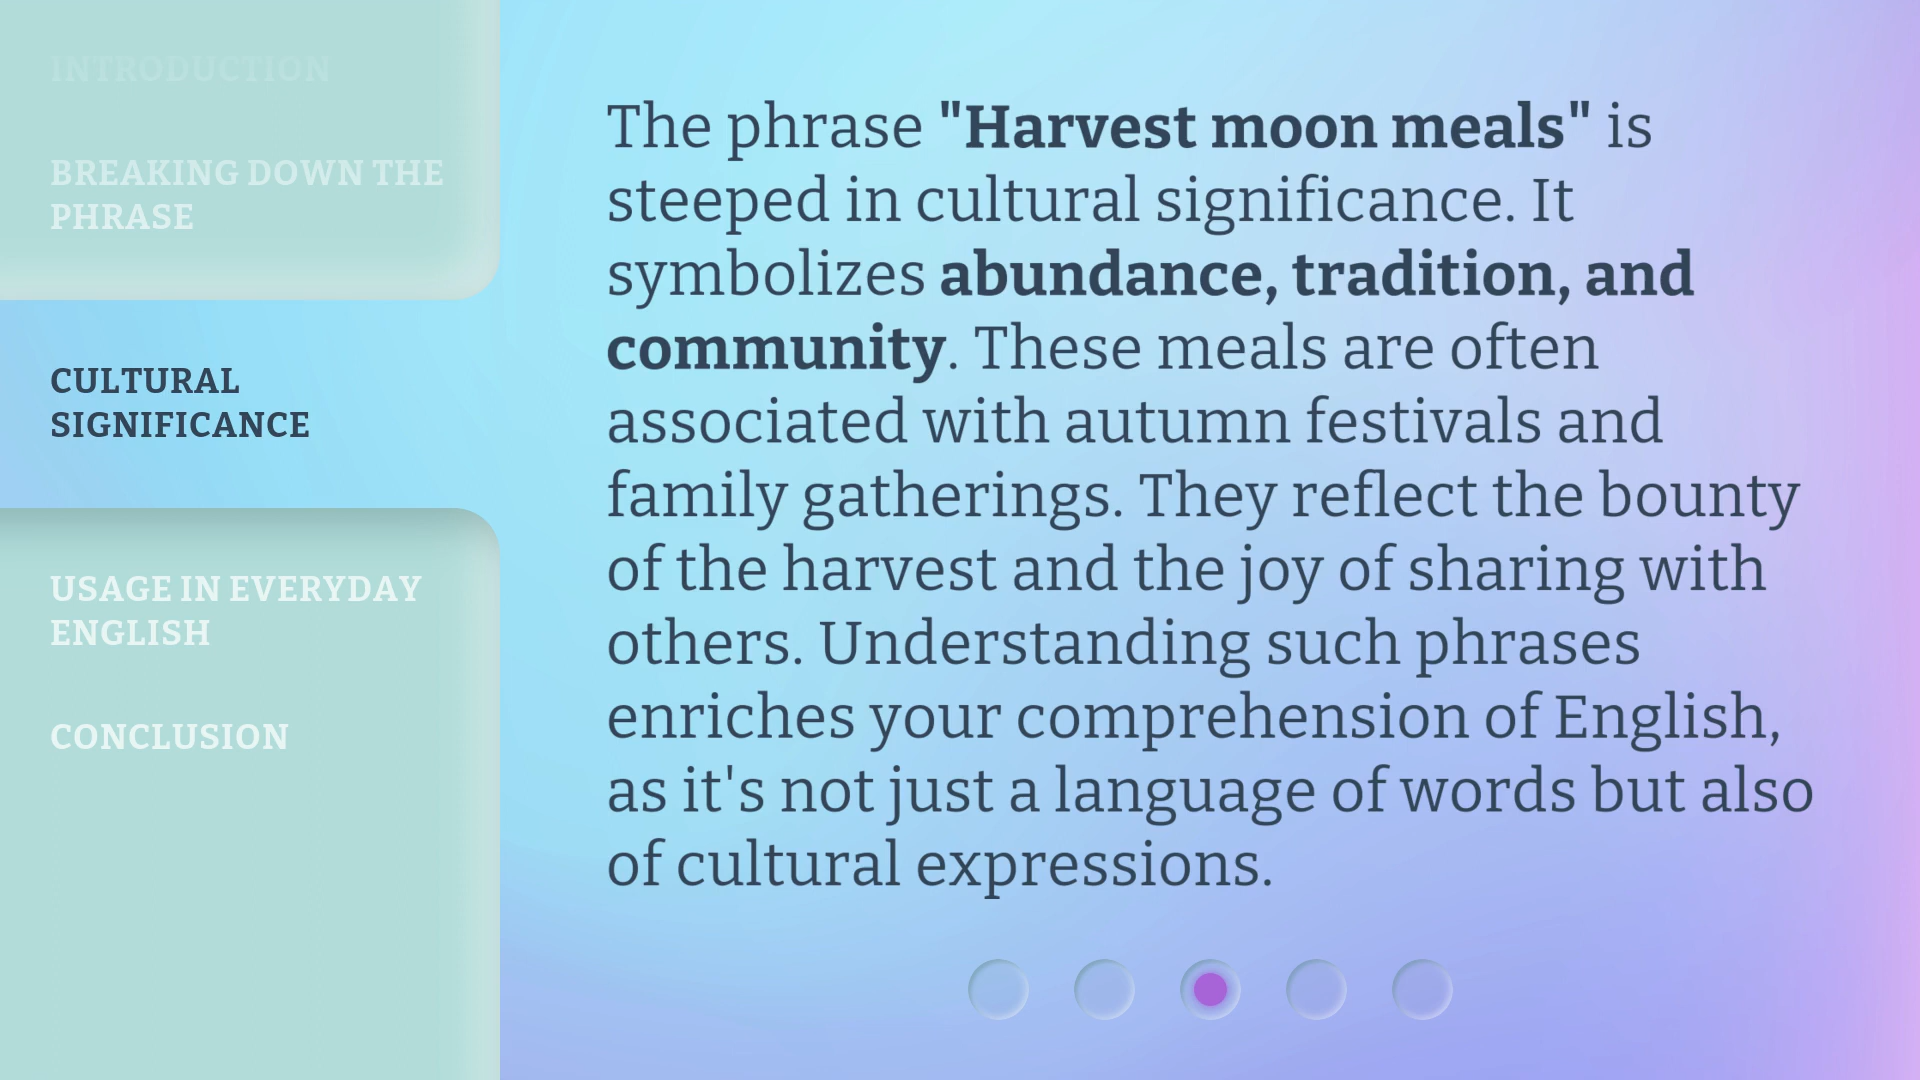 INTRODUCTION
BREAKING DOWN THE
PHRASE
CULTURAL
SIGNIFICANCE
USAGE IN EVERYDAY
ENGLISH
CONCLUSION
The phrase "Harvest moon meals" is
steeped in cultural significance. It
symbolizes abundance, tradition, and
community. These meals are often
associated with autumn festivals and
family gatherings. They reflect the bounty
of the harvest and the joy of sharing with
others. Understanding such phrases
enriches your comprehension of English,
as it's not just a language of words but also
of cultural expressions.